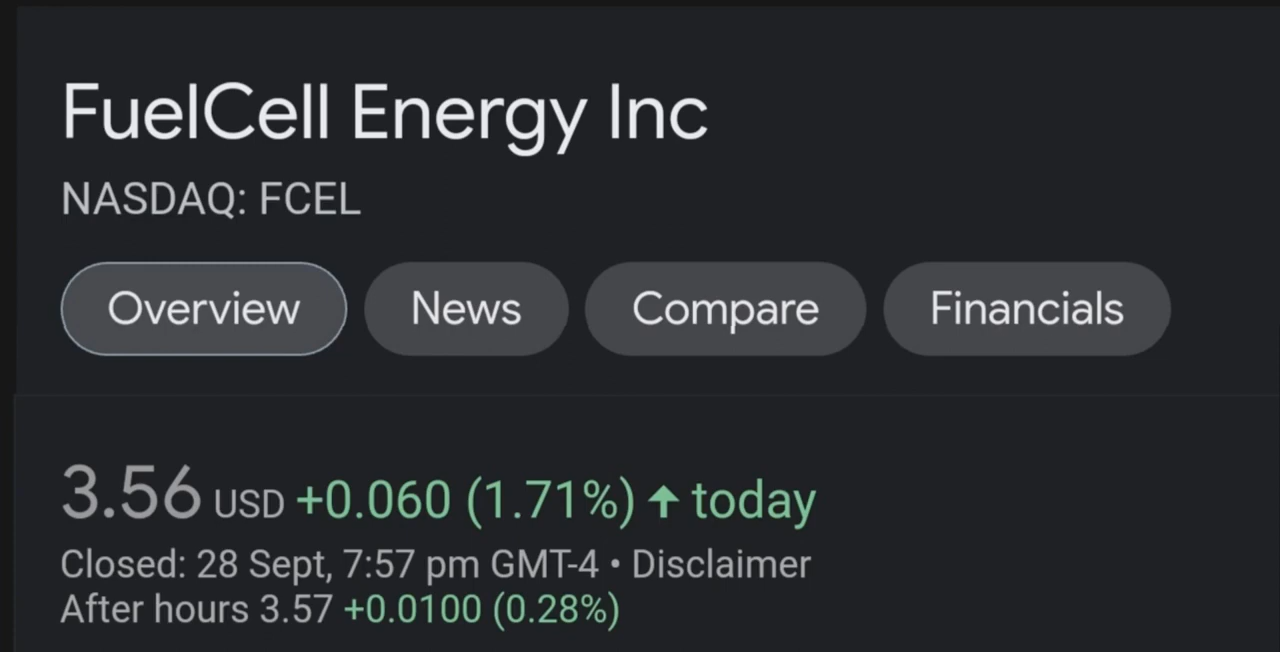 FuelCell Energy Inc
NASDAQ: FCEL
Overview News Compare Financials
3.56 USD +0.060 (1.71%) ↑ today
Closed: 28 Sept, 7:57 pm GMT-4 • Disclaimer
After hours 3.57 +0.0100 (0.28%)